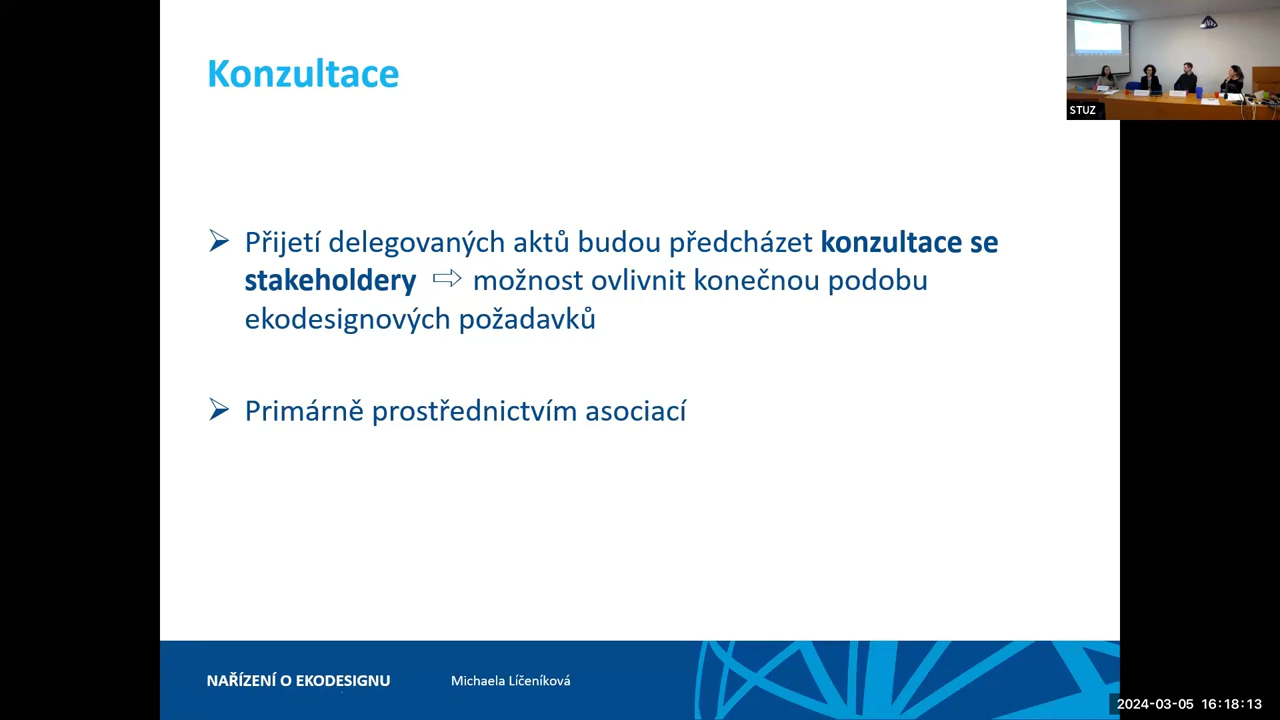 Konzultace
STUZ
➢ Přijetí delegovaných aktů budou předcházet konzultace se
stakeholdery ⇨ možnost ovlivnit konečnou podobu
ekodesignových požadavků
➢ Primárně prostřednictvím asociací
NAŘÍZENÍ O EKODESIGNU
Michaela Líčeníková
2024-03-05 16:18:13